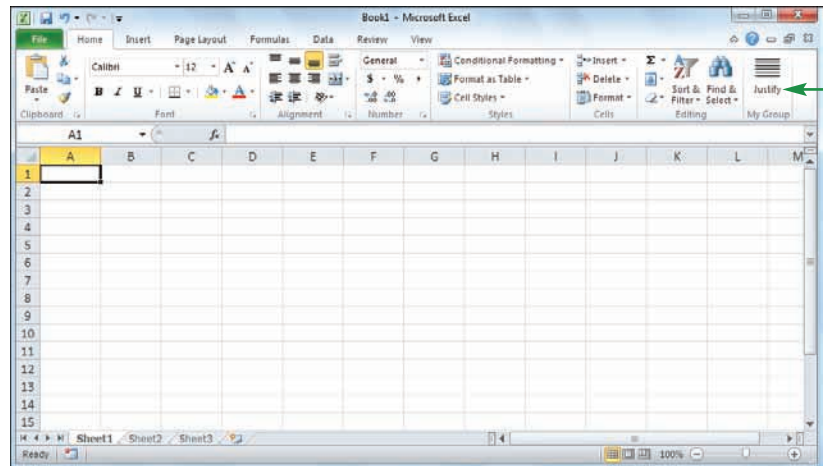 Book1 - Microsoft Excel
File Home Insert Page Layout Formulas Data Review View
Calibri 12 A A General Conditional Formatting Insert Σ
Paste B I U A $ % , Format as Table Delete Sort & Find & Justify
Cell Styles Format Filter Select
Clipboard Font Alignment Number Styles Cells Editing My Group
A1 fx
A B C D E F G H I J K L M
1
2
3
4
5
6
7
8
9
10
11
12
13
14
15
Sheet1 Sheet2 Sheet3
Ready 100%